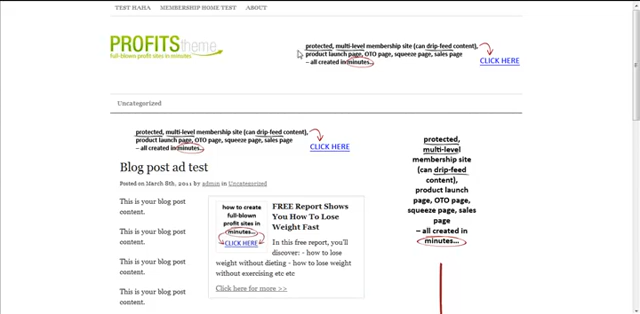 TEST HAHA MEMBERSHIP HOME TEST ABOUT
PROFITS theme
full-blown profit sites in minutes
protected, multi-level membership site (can drip-feed content),
product launch page, OTO page, squeeze page, sales page
– all created in minutes...
CLICK HERE
Uncategorized
protected, multi-level membership site (can drip-feed content),
product launch page, OTO page, squeeze page, sales page
– all created in minutes...
CLICK HERE
Blog post ad test
Posted on March 8th, 2011 by admin in Uncategorized
This is your blog post
content.
This is your blog post
content.
This is your blog post
content.
This is your blog post
content.
how to create
full-blown
profit sites in
minutes...
CLICK HERE
FREE Report Shows
You How To Lose
Weight Fast
In this free report, you'll
discover: - how to lose
weight without dieting - how to lose weight
without exercising etc etc
Click here for more >>
protected,
multi-level
membership site
(can drip-feed
content),
product launch
page, OTO page,
squeeze page, sales
page
– all created in
minutes...